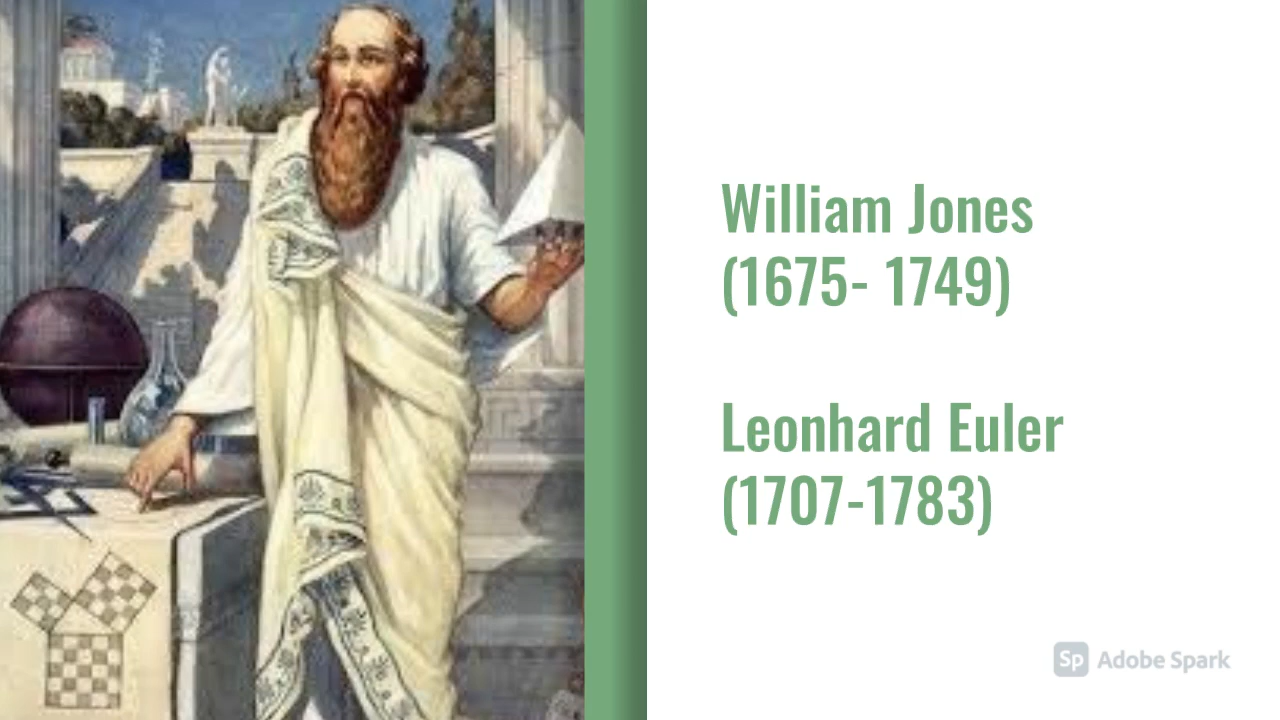 William Jones
(1675- 1749)
Leonhard Euler
(1707-1783)
Sp Adobe Spark